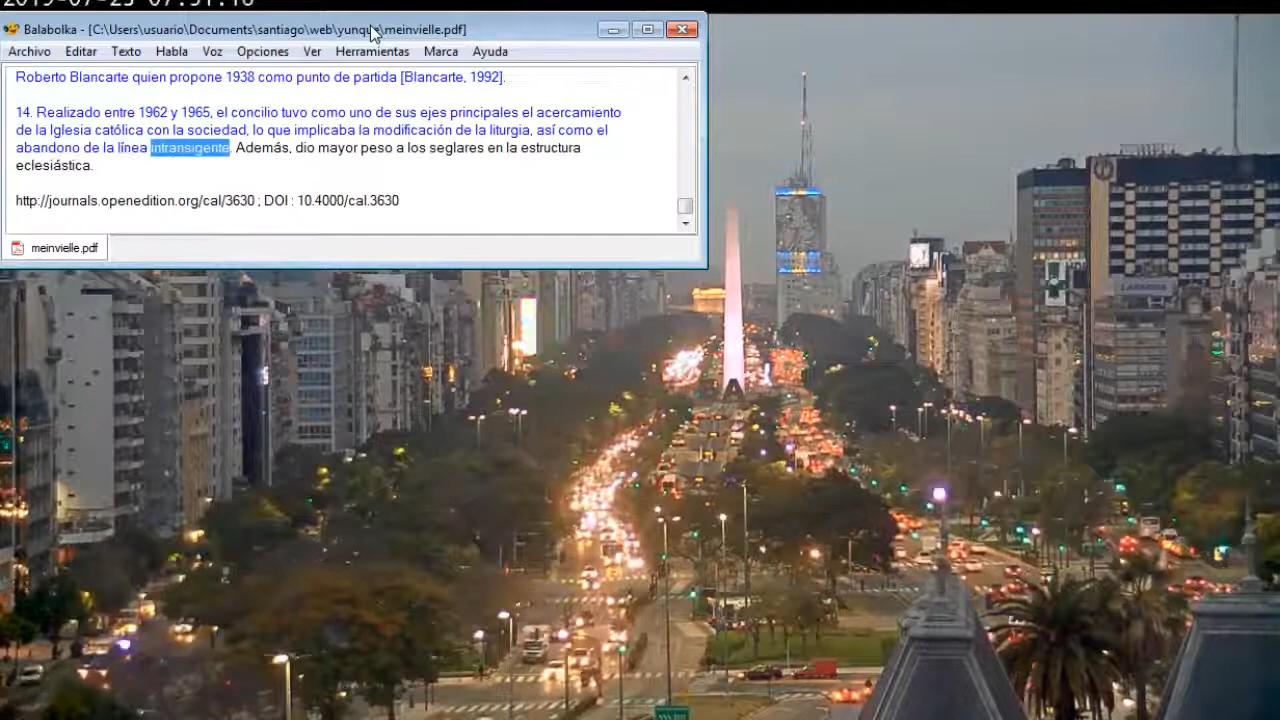 Balabolka - [C:\Users\usuario\Documents\santiago\web\yunque\meinvielle.pdf]
Archivo Editar Texto Habla Voz Opciones Ver Herramientas Marca Ayuda
Roberto Blancarte quien propone 1938 como punto de partida [Blancarte, 1992].
14. Realizado entre 1962 y 1965, el concilio tuvo como uno de sus ejes principales el acercamiento
de la Iglesia católica con la sociedad, lo que implicaba la modificación de la liturgia, así como el
abandono de la línea intransigente. Además, dio mayor peso a los seglares en la estructura
eclesiástica.
http://journals.openedition.org/cal/3630 ; DOI : 10.4000/cal.3630
meinvielle.pdf